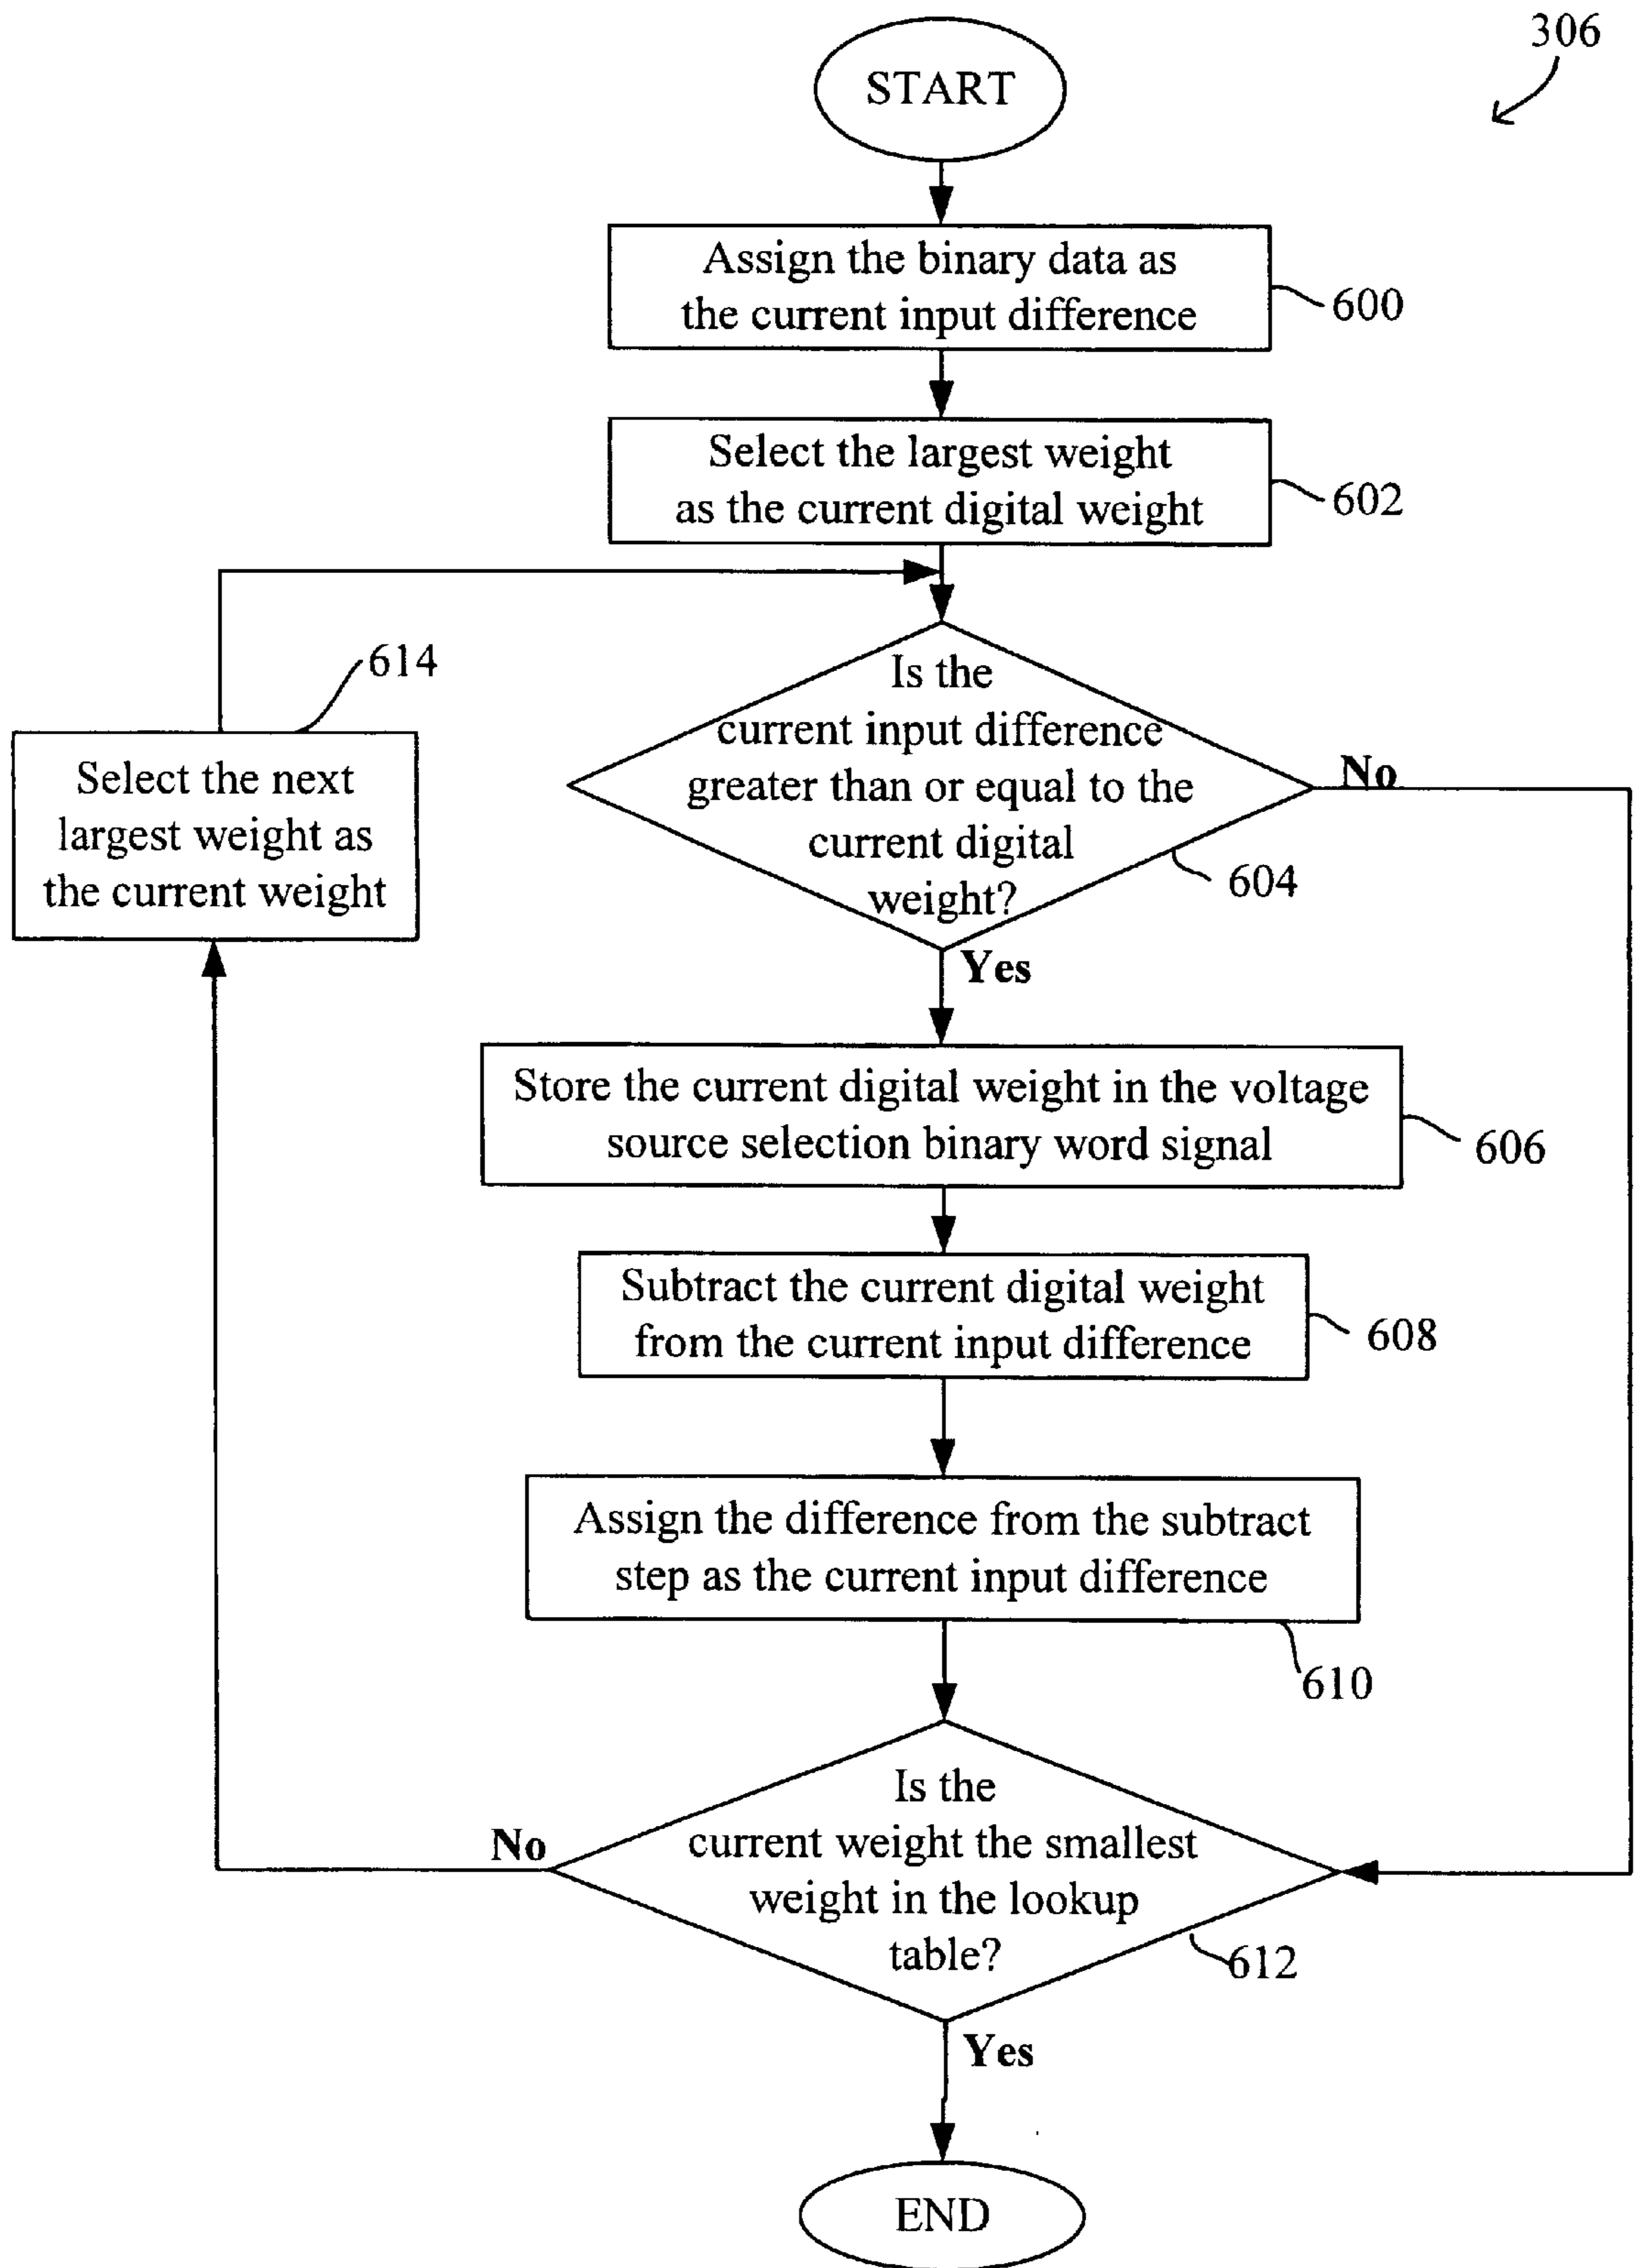 306
START
Assign the binary data as
the current input difference
600
Select the largest weight
as the current digital weight
602
614
Select the next
largest weight as
the current weight
Is the
current input difference
greater than or equal to the
current digital
weight?
No
604
Yes
Store the current digital weight in the voltage
source selection binary word signal
606
Subtract the current digital weight
from the current input difference
608
Assign the difference from the subtract
step as the current input difference
610
Is the
current weight the smallest
weight in the lookup
table?
No
612
Yes
END